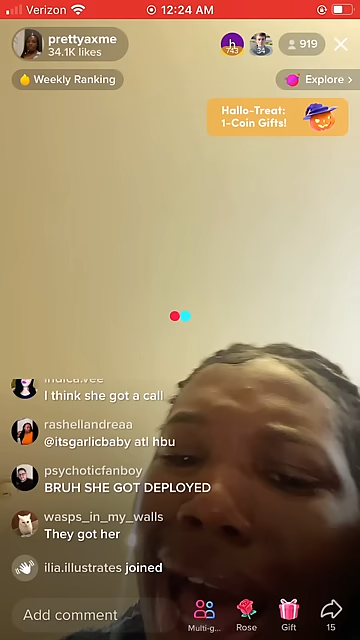 Verizon
12:24 AM
prettyaxme
34.1K likes
h
743
34
919
Weekly Ranking
Explore >
Hallo-Treat:
1-Coin Gifts!
indica.vee
I think she got a call
rashellandreaa
@itsgarlicbaby atl hbu
psychoticfanboy
BRUH SHE GOT DEPLOYED
wasps_in_my_walls
They got her
ilia.illustrates joined
Add comment
Multi-g...
Rose
Gift
15